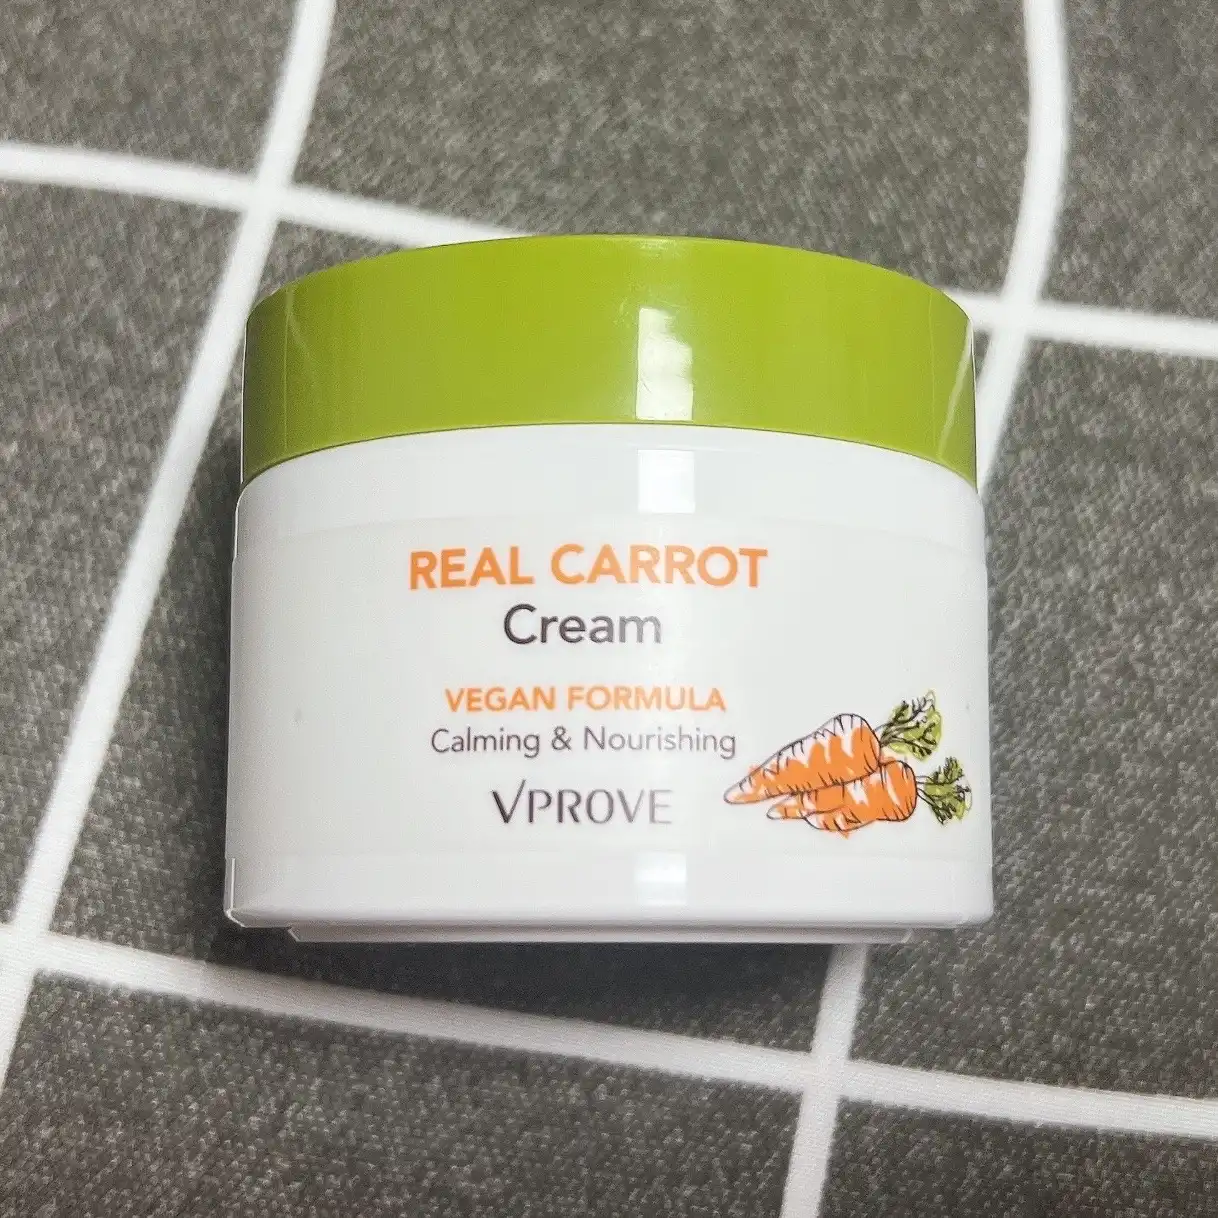 REAL CARROT
Cream
VEGAN FORMULA
Calming & Nourishing
VPROVE